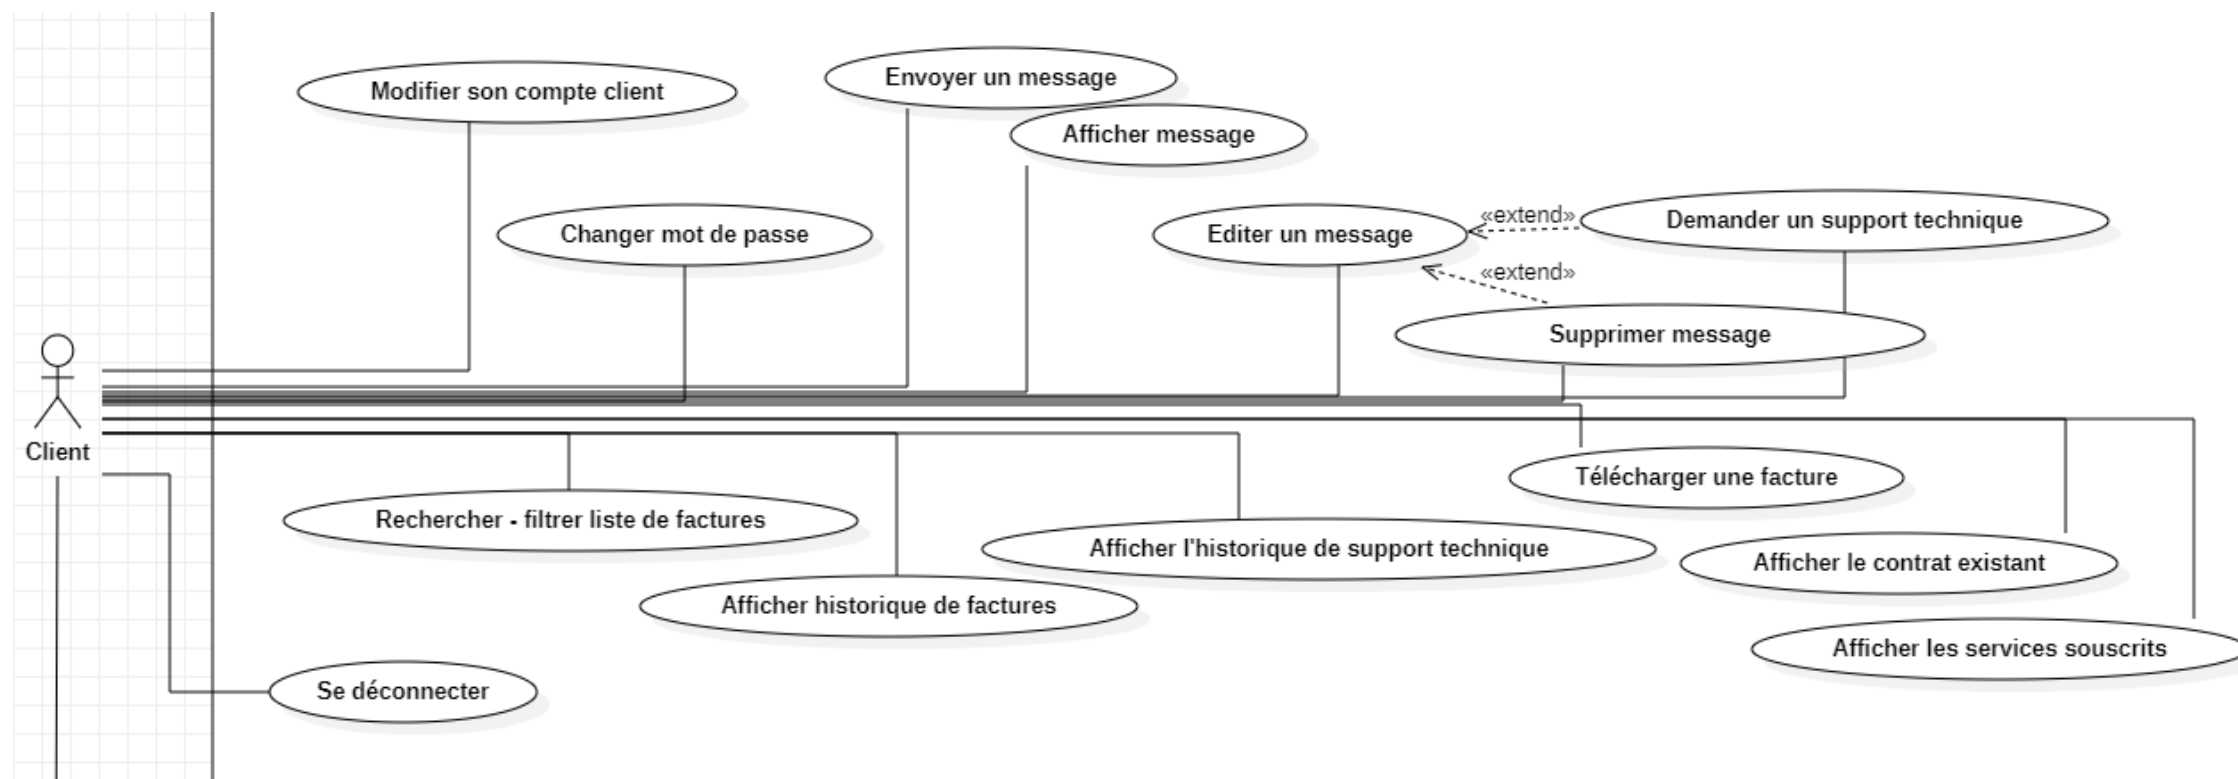 Envoyer un message
Modifier son compte client
Afficher message
«extend»
Demander un support technique
Changer mot de passe
Editer un message
«extend»
Supprimer message
Client
Télécharger une facture
Rechercher - filtrer liste de factures
Afficher l'historique de support technique
Afficher le contrat existant
Afficher historique de factures
Afficher les services souscrits
Se déconnecter